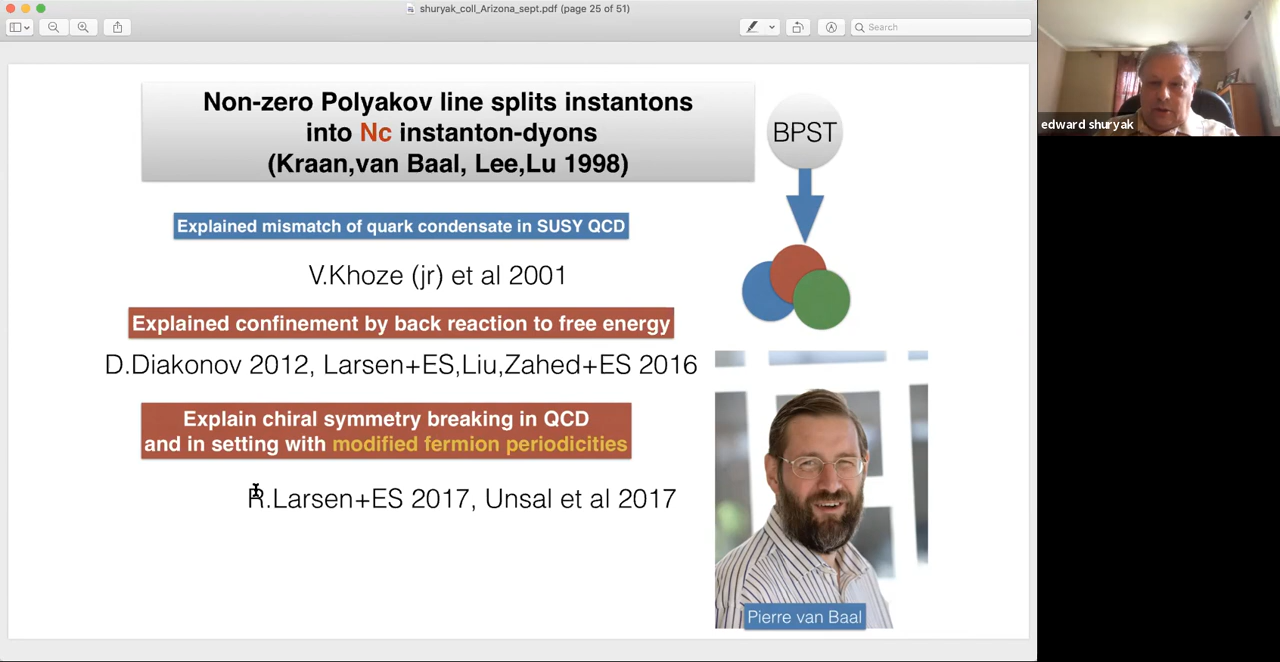 shuryak_coll_Arizona_sept.pdf (page 25 of 51)
Search
edward shuryak
Non-zero Polyakov line splits instantons
into Nc instanton-dyons
(Kraan,van Baal, Lee,Lu 1998)
BPST
Explained mismatch of quark condensate in SUSY QCD
V.Khoze (jr) et al 2001
Explained confinement by back reaction to free energy
D.Diakonov 2012, Larsen+ES,Liu,Zahed+ES 2016
Explain chiral symmetry breaking in QCD
and in setting with modified fermion periodicities
R.Larsen+ES 2017, Unsal et al 2017
Pierre van Baal